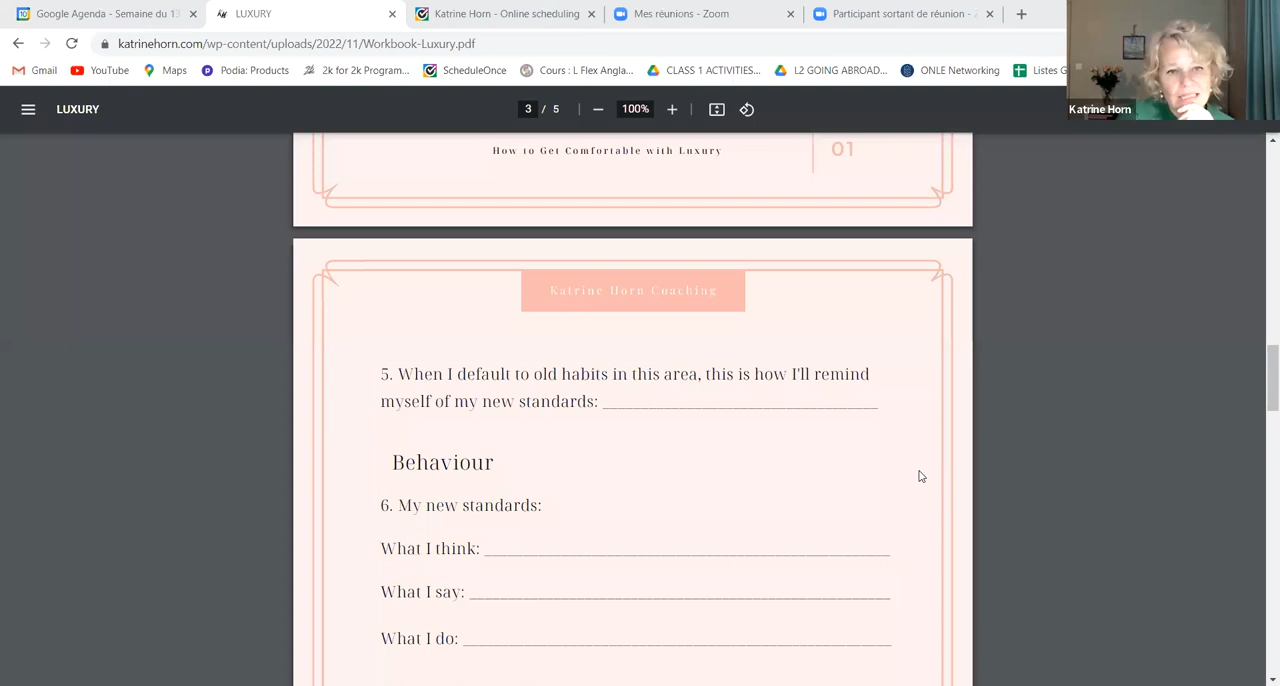 Google Agenda - Semaine du 13
LUXURY
Katrine Horn - Online scheduling
Mes réunions - Zoom
Participant sortant de réunion -
katrinehorn.com/wp-content/uploads/2022/11/Workbook-Luxury.pdf
Gmail
YouTube
Maps
Podia: Products
2k for 2k Program...
ScheduleOnce
Cours : L Flex Angla...
CLASS 1 ACTIVITIES...
L2 GOING ABROAD...
ONLE Networking
Listes G
LUXURY
3 / 5
100%
Katrine Horn
How to Get Comfortable with Luxury
01
Katrine Horn Coaching
5. When I default to old habits in this area, this is how I'll remind
myself of my new standards: ______________________________
Behaviour
6. My new standards:
What I think: ______________________________
What I say: ______________________________
What I do: ______________________________